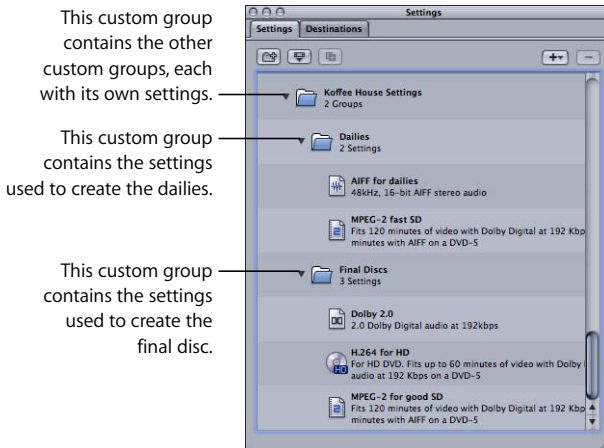 This custom group
contains the other
custom groups, each
with its own settings.
This custom group
contains the settings
used to create the dailies.
This custom group
contains the settings
used to create the
final disc.
Settings
Settings
Destinations
Koffee House Settings
2 Groups
Dailies
2 Settings
AIFF for dailies
48kHz, 16-bit AIFF stereo audio
MPEG-2 fast SD
Fits 120 minutes of video with Dolby Digital at 192 Kbp
minutes with AIFF on a DVD-5
Final Discs
3 Settings
Dolby 2.0
2.0 Dolby Digital audio at 192kbps
H.264 for HD
For HD DVD. Fits up to 60 minutes of video with Dolby
audio at 192 Kbps on a DVD-5
MPEG-2 for good SD
Fits 120 minutes of video with Dolby Digital at 192 Kbp
minutes with AIFF on a DVD-5